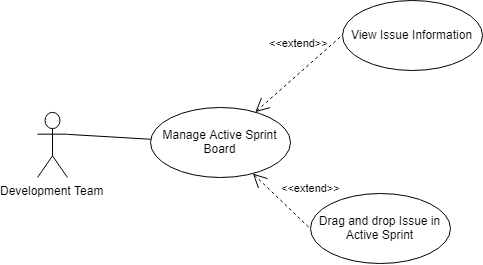 View Issue Information
<<extend>>
Manage Active Sprint
Board
Development Team
<<extend>>
Drag and drop Issue in
Active Sprint